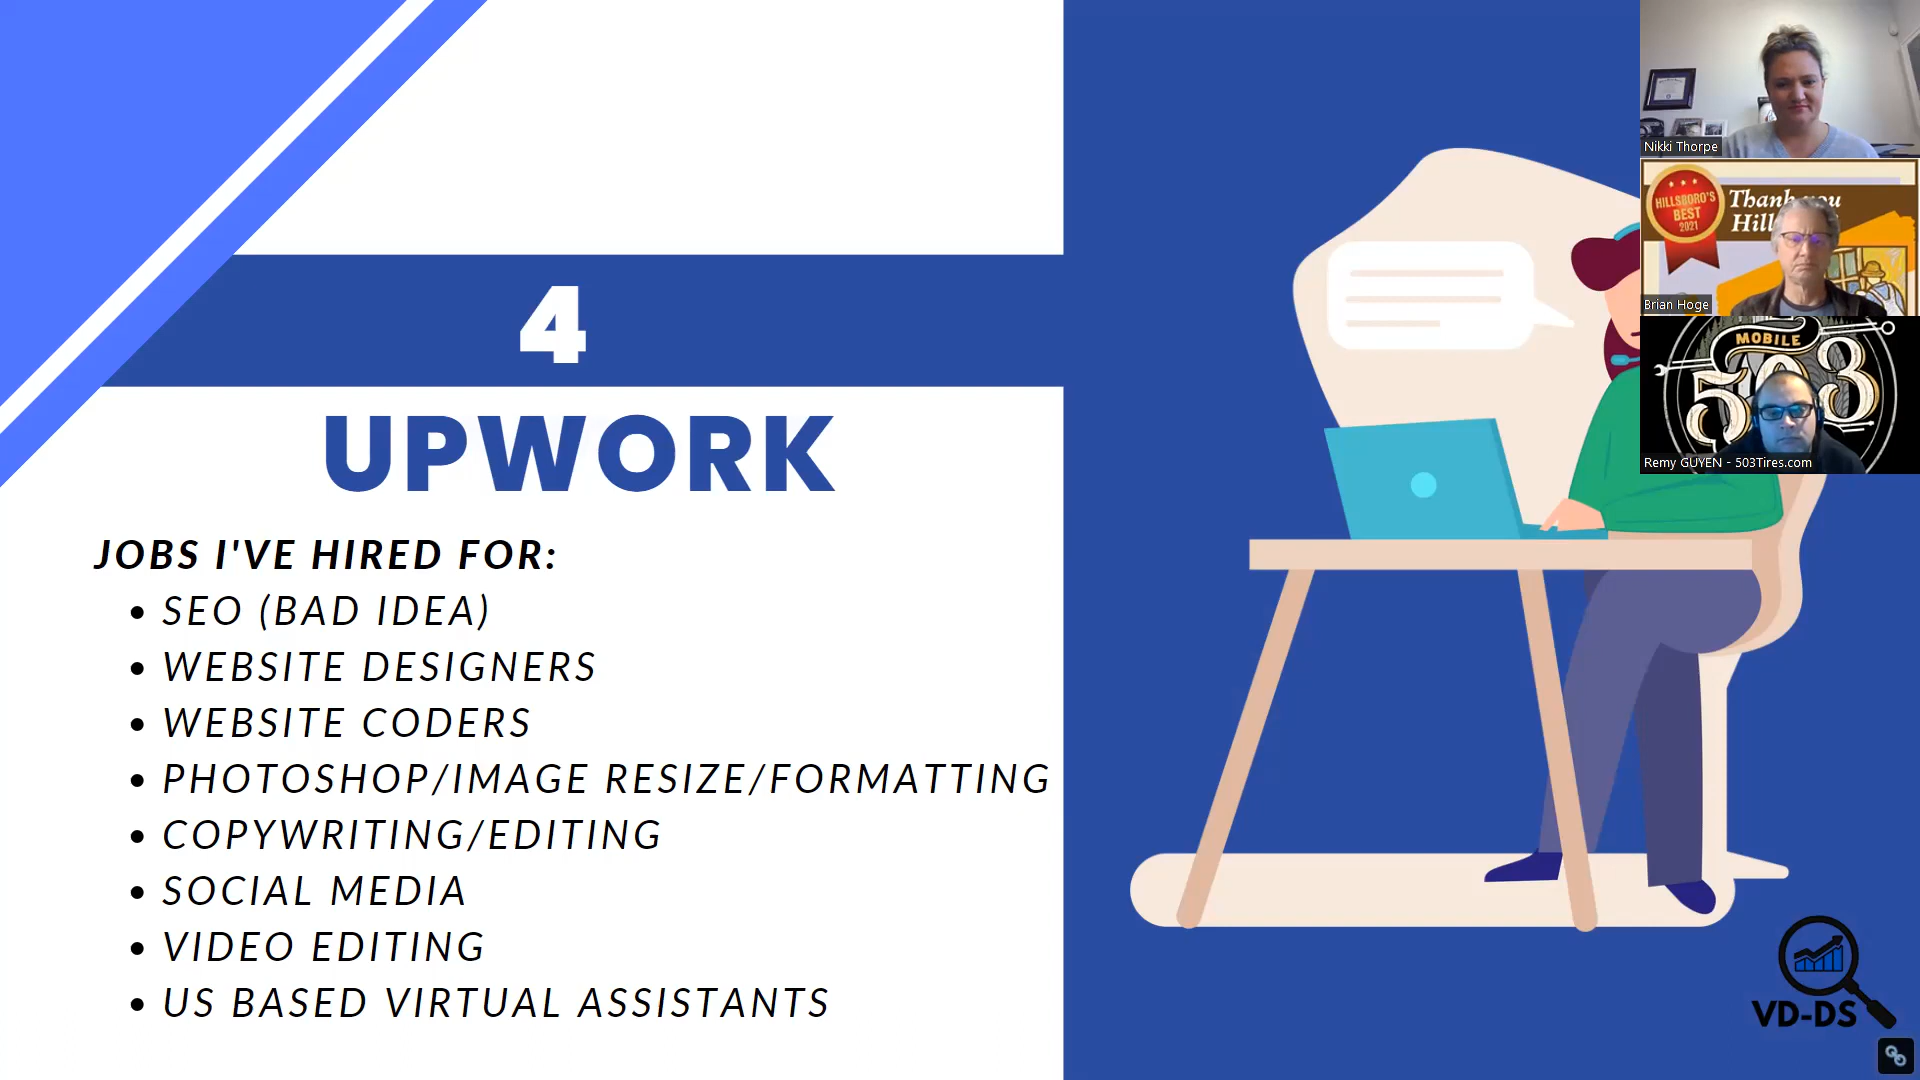 4
UPWORK
JOBS I'VE HIRED FOR:
• SEO (BAD IDEA)
• WEBSITE DESIGNERS
• WEBSITE CODERS
• PHOTOSHOP/IMAGE RESIZE/FORMATTING
• COPYWRITING/EDITING
• SOCIAL MEDIA
• VIDEO EDITING
• US BASED VIRTUAL ASSISTANTS
Nikki Thorpe
HILLSBORO'S
BEST
2021
Thank you
Brian Hoge
MOBILE
503
Remy GUYEN - 503Tires.com
VD-DS